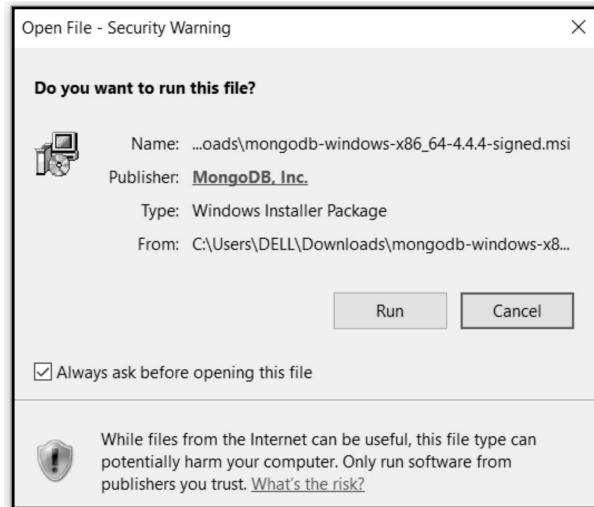 Open File - Security Warning
Do you want to run this file?
Name: ...oads\mongodb-windows-x86_64-4.4.4-signed.msi
Publisher: MongoDB, Inc.
Type: Windows Installer Package
From: C:\Users\DELL\Downloads\mongodb-windows-x8...
Run Cancel
Always ask before opening this file
While files from the Internet can be useful, this file type can
potentially harm your computer. Only run software from
publishers you trust. What's the risk?